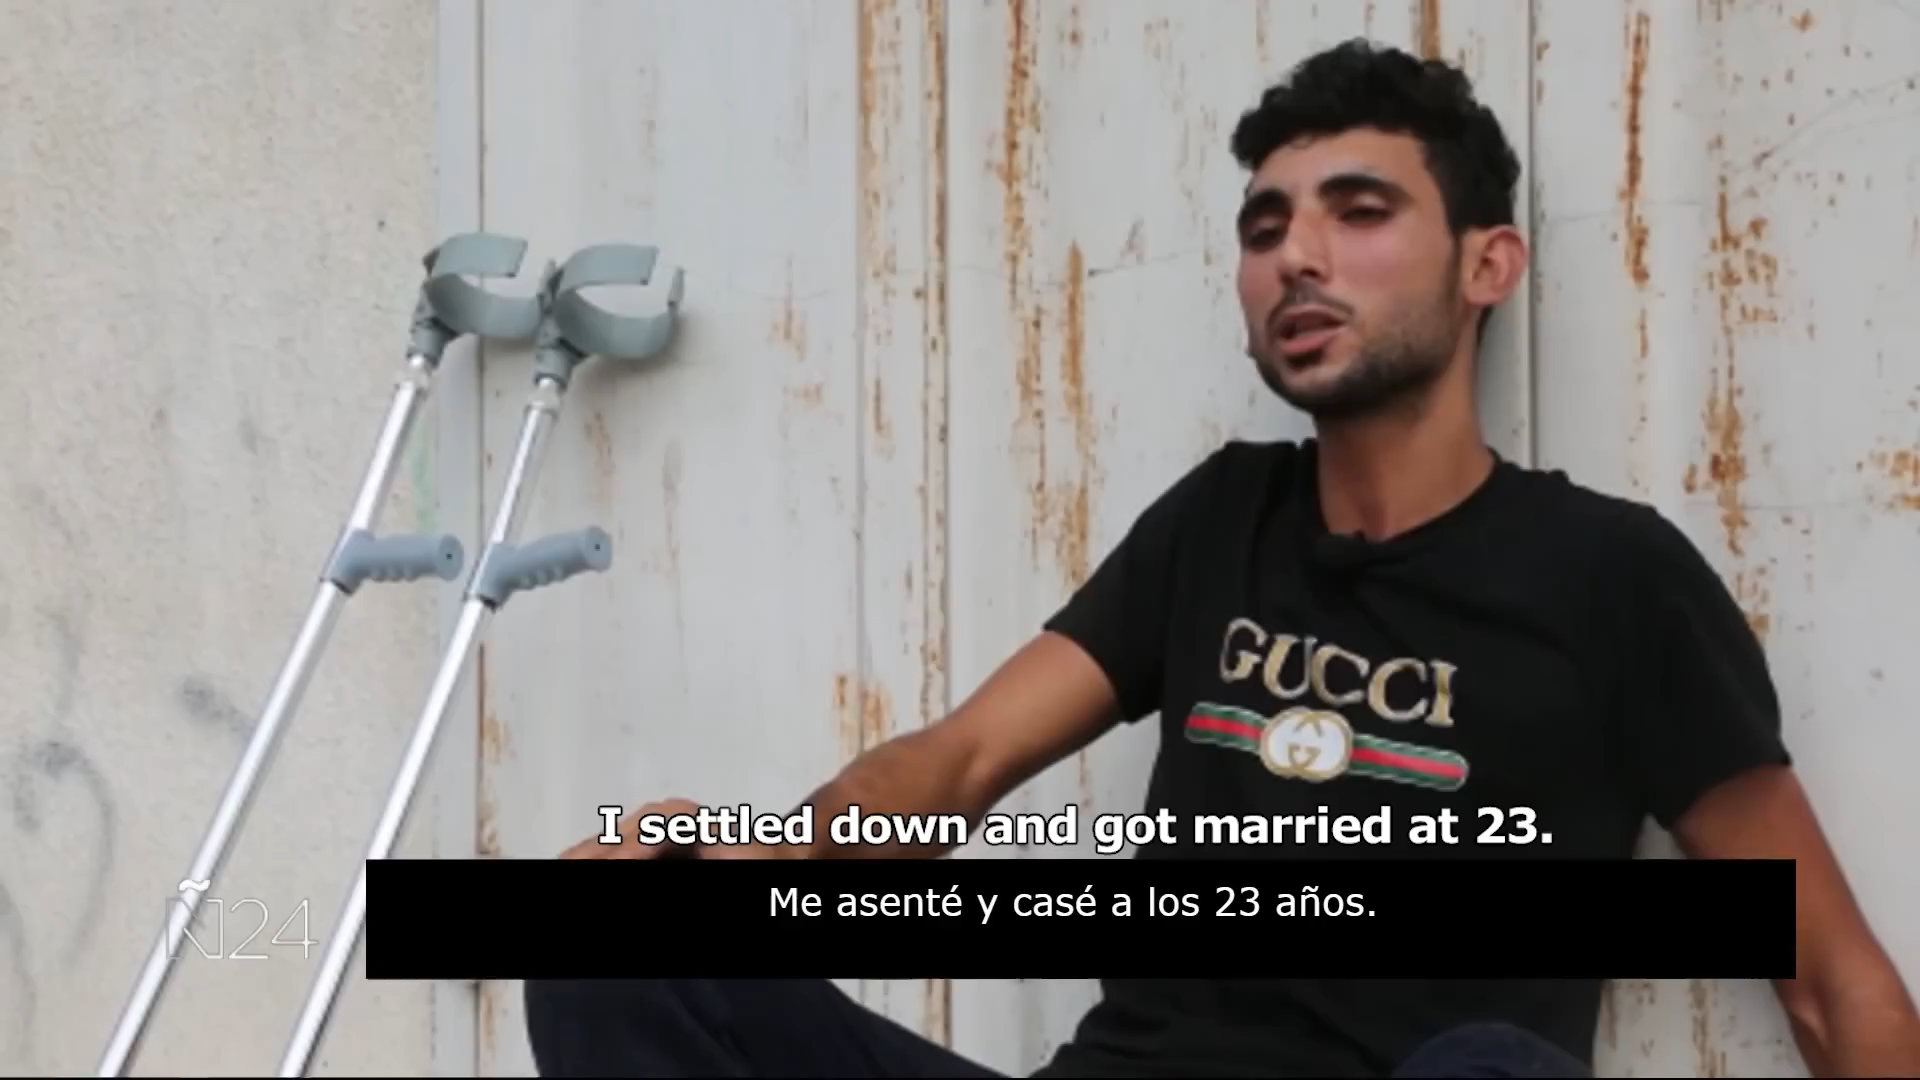 GUCCI
I settled down and got married at 23.
Me asenté y casé a los 23 años.
Ñ24